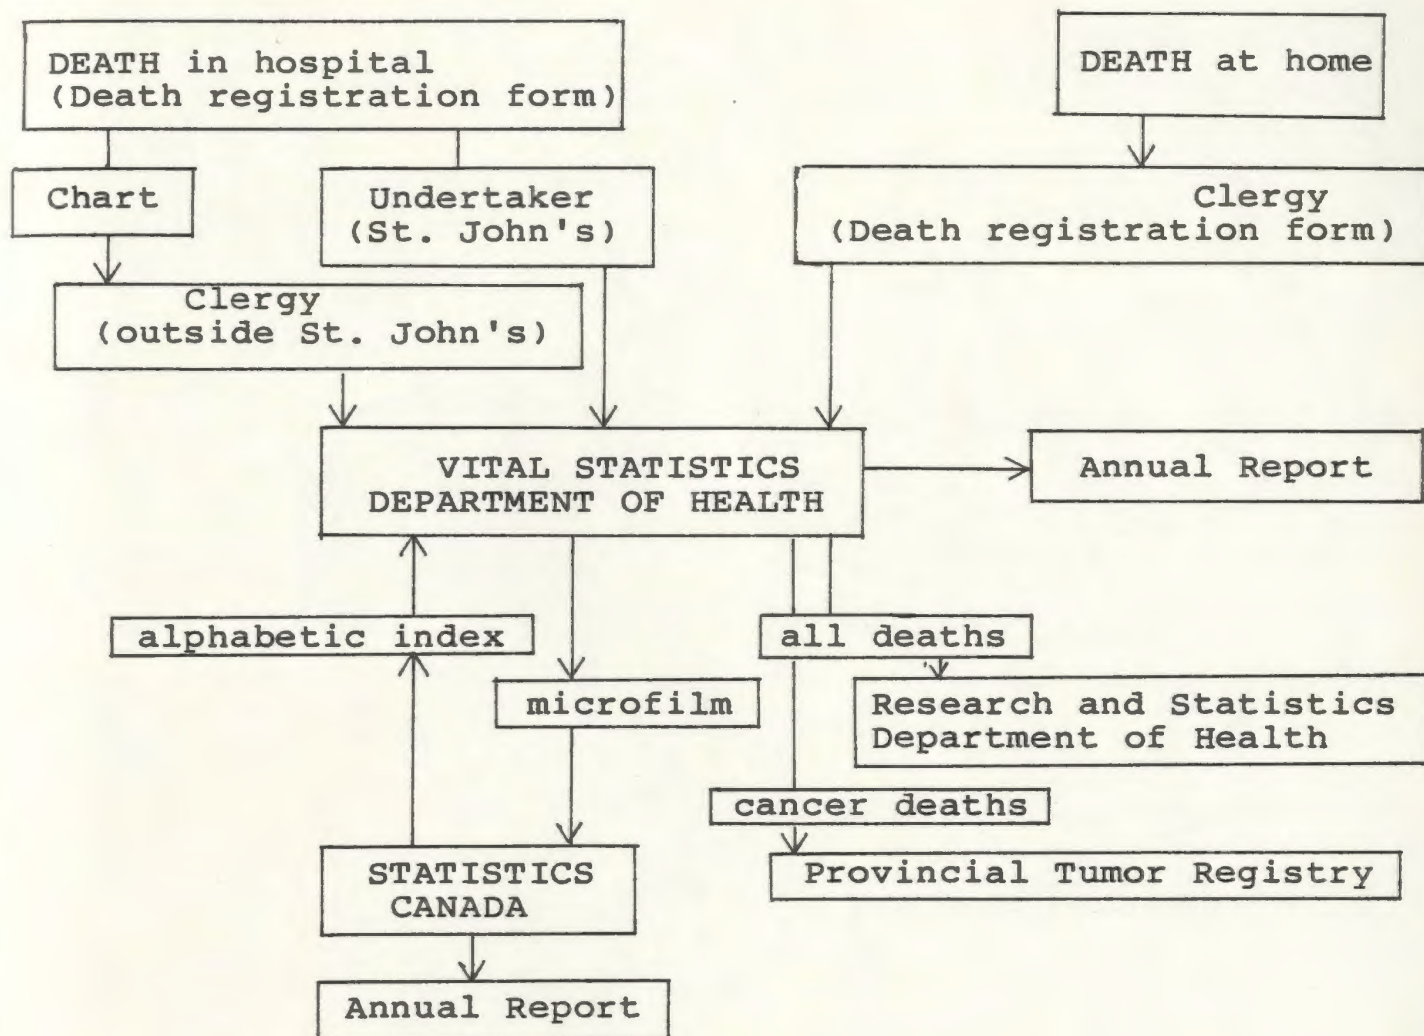 DEATH in hospital
(Death registration form)
DEATH at home
Chart
Undertaker
(St. John's)
Clergy
(Death registration form)
Clergy
(outside St. John's)
VITAL STATISTICS
DEPARTMENT OF HEALTH
Annual Report
alphabetic index
all deaths
microfilm
Research and Statistics
Department of Health
cancer deaths
STATISTICS
CANADA
Provincial Tumor Registry
Annual Report